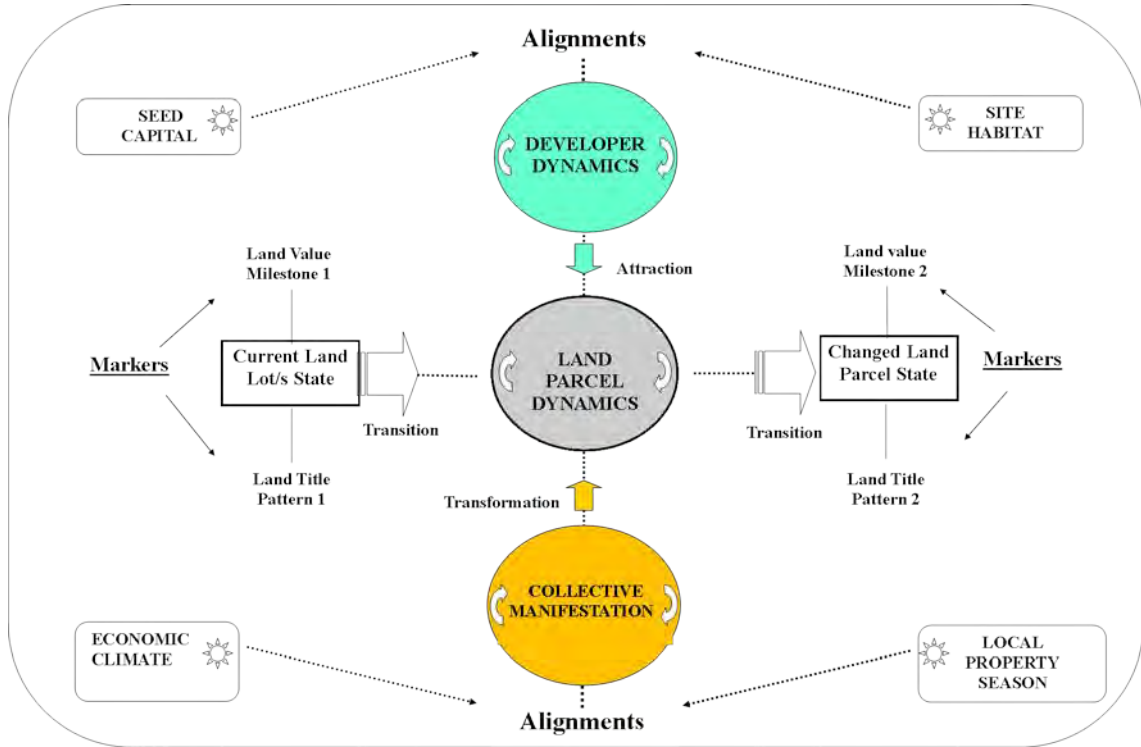 Alignments
SEED
CAPITAL
SITE
HABITAT
DEVELOPER
DYNAMICS
Land Value
Milestone 1
Attraction
Land value
Milestone 2
Markers
Current Land
Lot/s State
LAND
PARCEL
DYNAMICS
Changed Land
Parcel State
Markers
Transition
Transition
Land Title
Pattern 1
Transformation
Land Title
Pattern 2
COLLECTIVE
MANIFESTATION
ECONOMIC
CLIMATE
LOCAL
PROPERTY
SEASON
Alignments